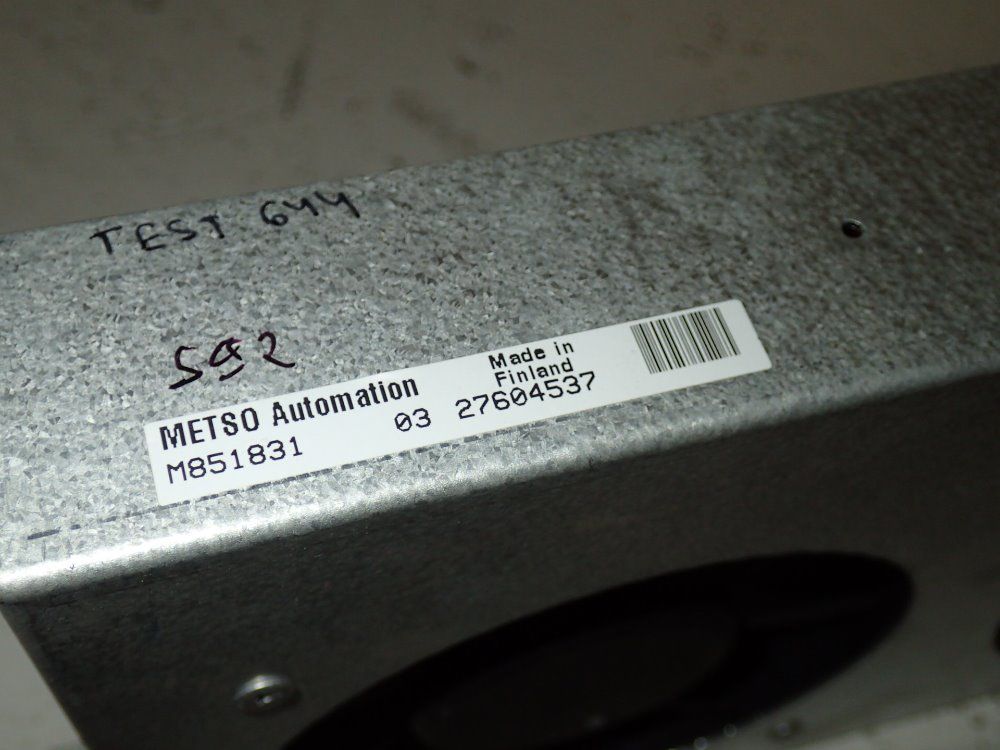 TEST 644
592
METSO Automation
Made in
Finland
M851831 03 27604537